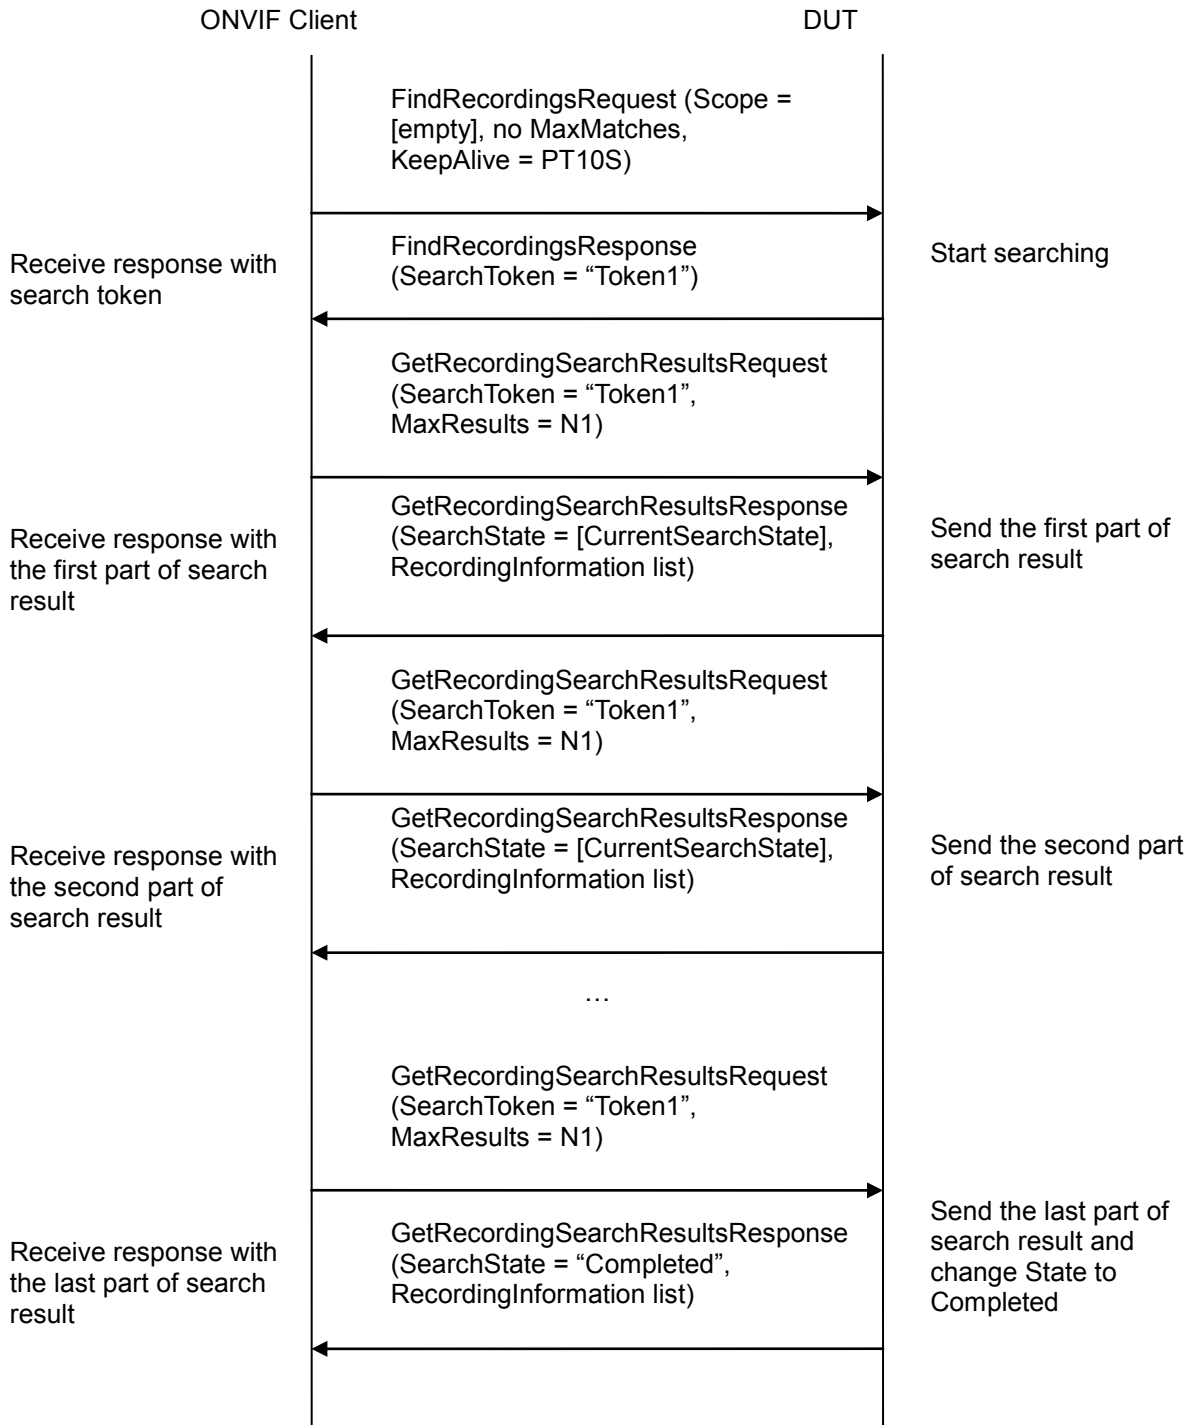 ONVIF Client
DUT
FindRecordingsRequest (Scope =
[empty], no MaxMatches,
KeepAlive = PT10S)
Start searching
Receive response with
search token
FindRecordingsResponse
(SearchToken = “Token1”)
GetRecordingSearchResultsRequest
(SearchToken = “Token1”,
MaxResults = N1)
Send the first part of
search result
Receive response with
the first part of search
result
GetRecordingSearchResultsResponse
(SearchState = [CurrentSearchState],
RecordingInformation list)
GetRecordingSearchResultsRequest
(SearchToken = “Token1”,
MaxResults = N1)
Send the second part
of search result
Receive response with
the second part of
search result
GetRecordingSearchResultsResponse
(SearchState = [CurrentSearchState],
RecordingInformation list)
…
GetRecordingSearchResultsRequest
(SearchToken = “Token1”,
MaxResults = N1)
Send the last part of
search result and
change State to
Completed
Receive response with
the last part of search
result
GetRecordingSearchResultsResponse
(SearchState = “Completed”,
RecordingInformation list)